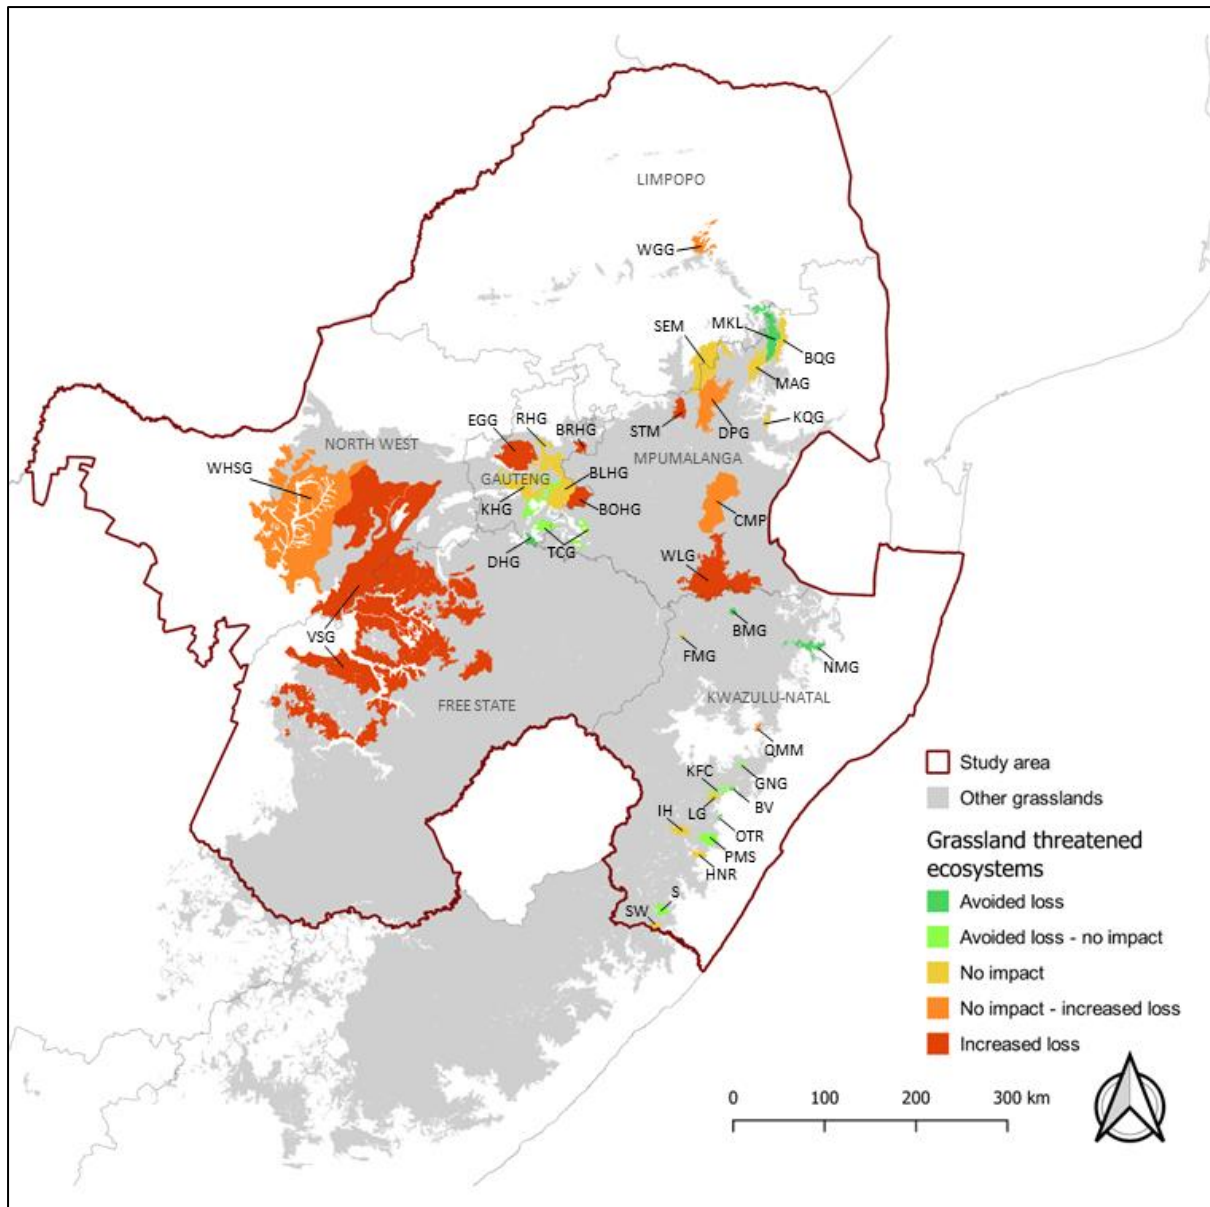 LIMPOPO
WGG
MKL
SEM
BQG
MAG
KQG
DPG
STM
EGG
RHG
BRHG
NORTH WEST
MPUMALANGA
WHSG
GAUTENG
BLHG
KHG
BOHG
CMP
TCG
DHG
WLG
BMG
VSG
FMG
NMG
FREE STATE
KWAZULU-NATAL
QMM
GNG
KFC
BV
LG
IH
OTR
PMS
HNR
S
SW
Study area
Other grasslands
Grassland threatened
ecosystems
Avoided loss
Avoided loss - no impact
No impact
No impact - increased loss
Increased loss
0 100 200 300 km